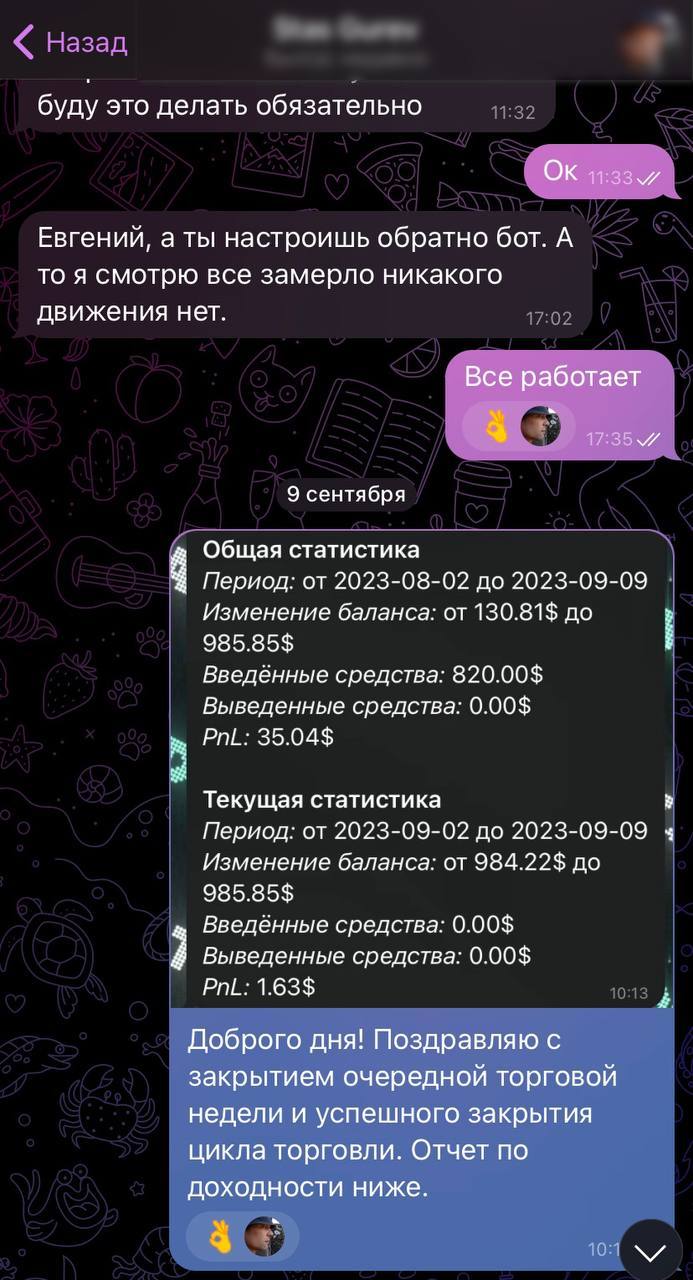 Назад
буду это делать обязательно
11:32
Ок 11:33
Евгений, а ты настроишь обратно бот. А
то я смотрю все замерло никакого
движения нет.
17:02
Все работает
17:35
9 сентября
Общая статистика
Период: от 2023-08-02 до 2023-09-09
Изменение баланса: от 130.81$ до
985.85$
Введённые средства: 820.00$
Выведенные средства: 0.00$
PnL: 35.04$
Текущая статистика
Период: от 2023-09-02 до 2023-09-09
Изменение баланса: от 984.22$ до
985.85$
Введённые средства: 0.00$
Выведенные средства: 0.00$
PnL: 1.63$
10:13
Доброго дня! Поздравляю с
закрытием очередной торговой
недели и успешного закрытия
цикла торговли. Отчет по
доходности ниже.